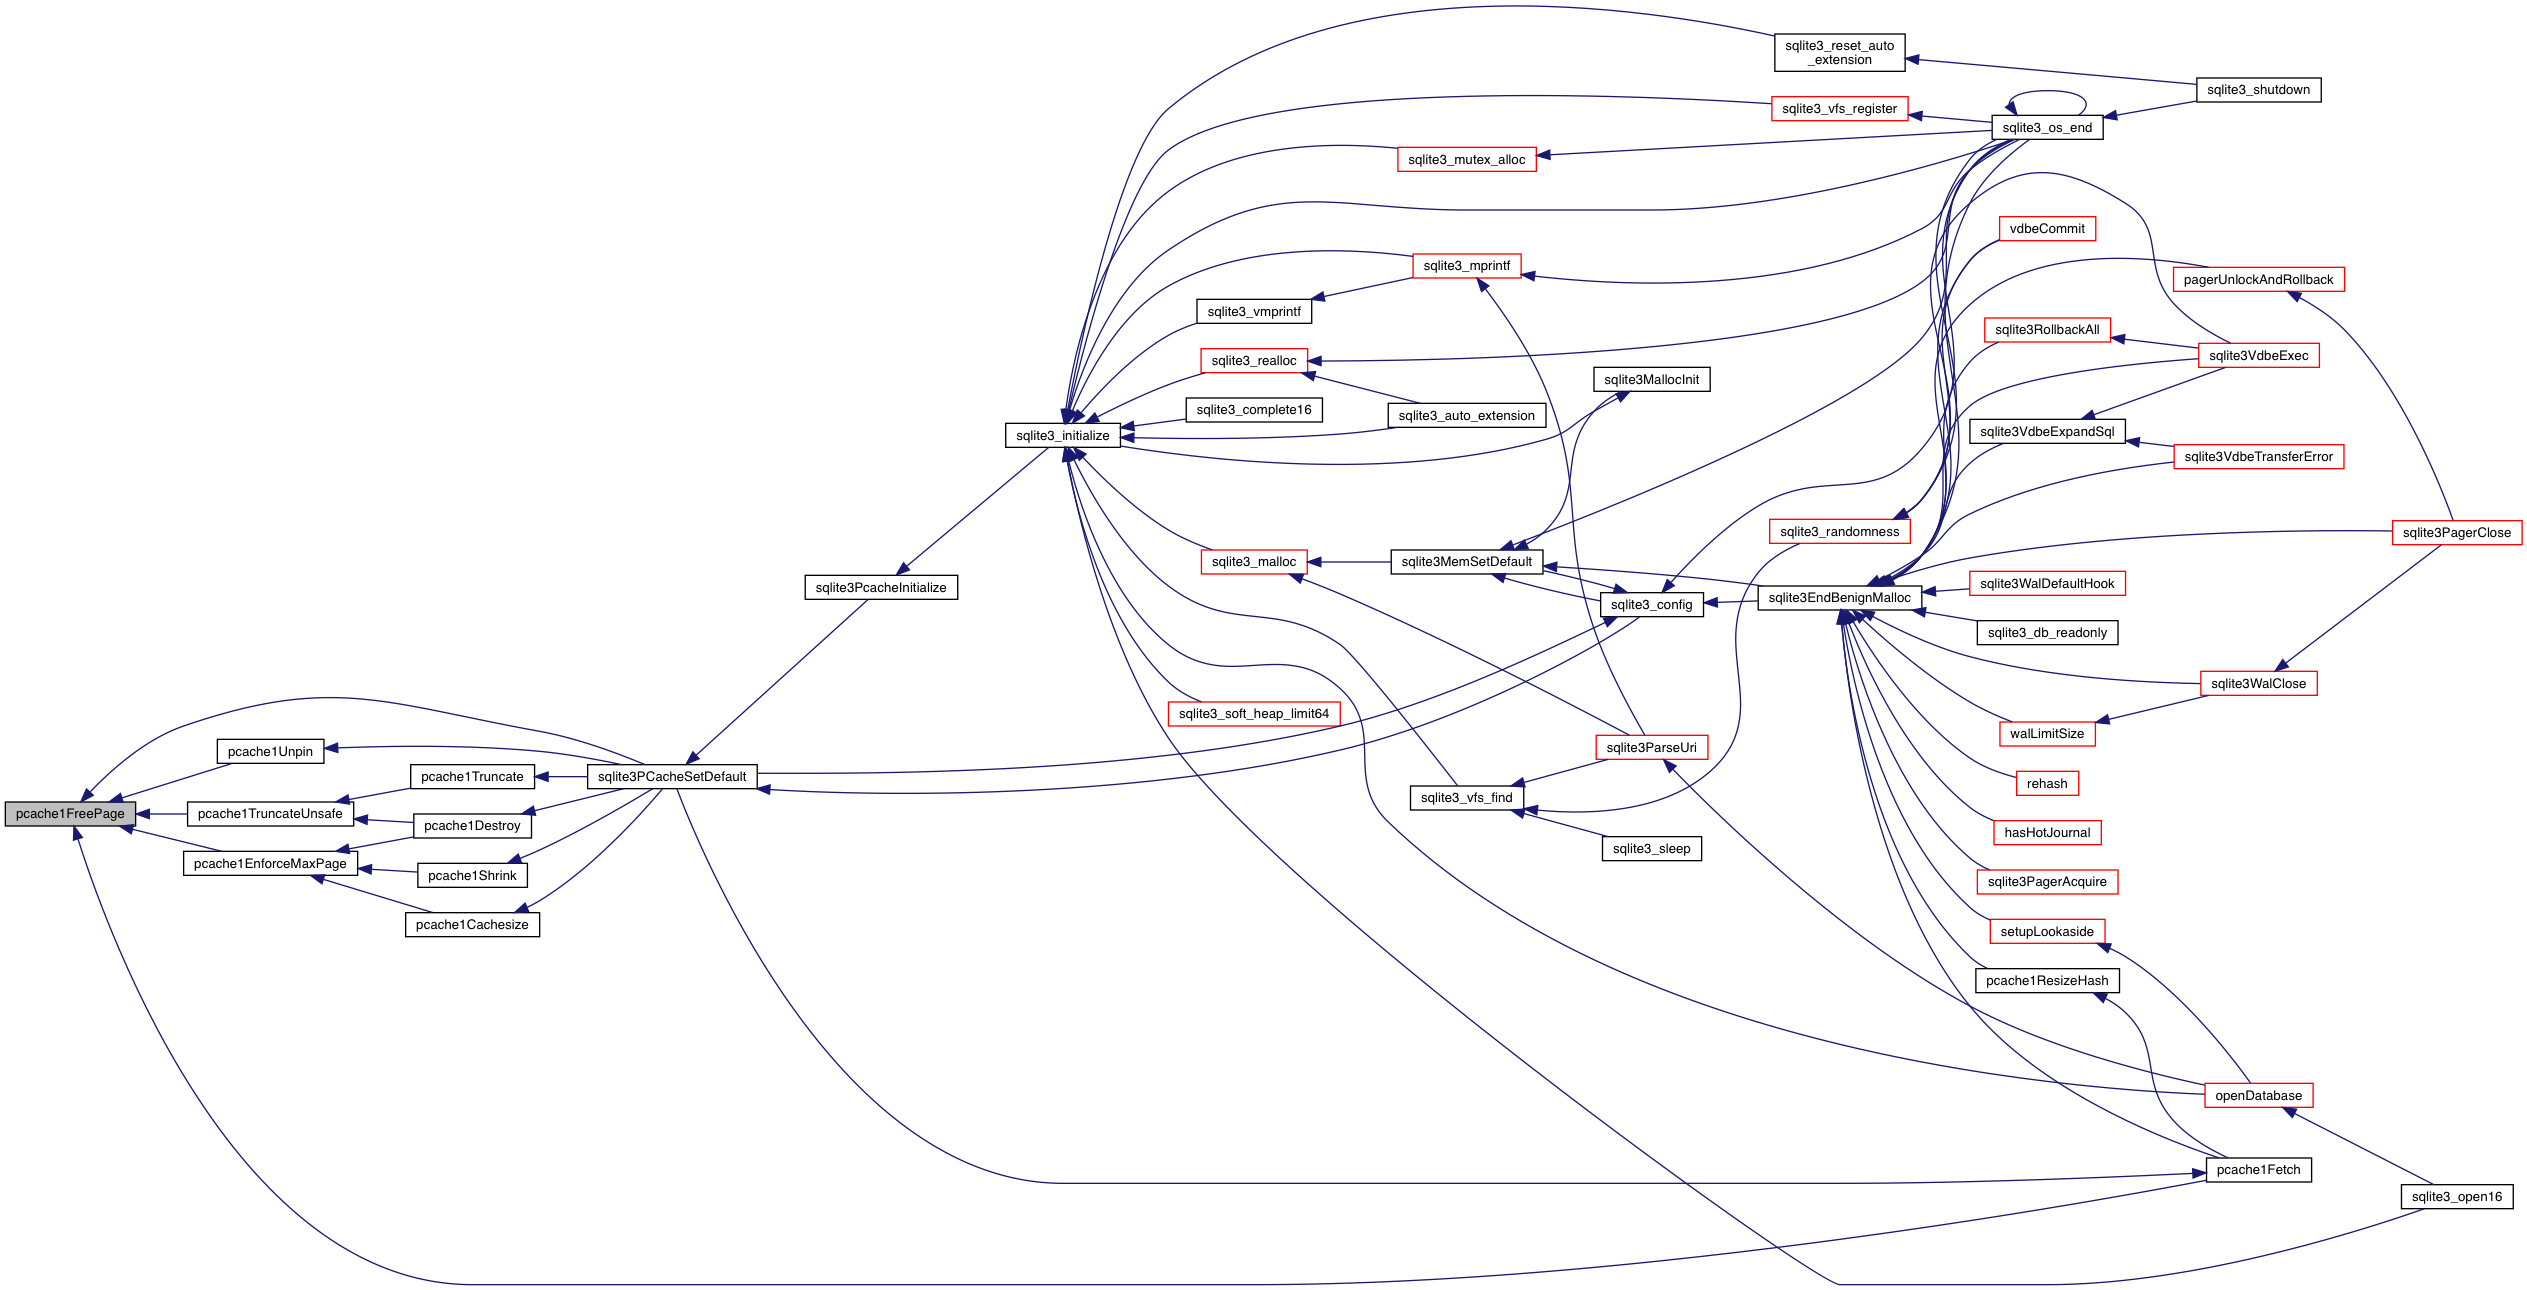 sqlite3_reset_auto
_extension
sqlite3_shutdown
sqlite3_vfs_register
sqlite3_os_end
sqlite3_mutex_alloc
vdbeCommit
sqlite3_mprintf
pagerUnlockAndRollback
sqlite3_vmprintf
sqlite3RollbackAll
sqlite3_realloc
sqlite3VdbeExec
sqlite3MallocInit
sqlite3_complete16
sqlite3_auto_extension
sqlite3_initialize
sqlite3VdbeExpandSql
sqlite3VdbeTransferError
sqlite3_randomness
sqlite3PagerClose
sqlite3_malloc
sqlite3MemSetDefault
sqlite3PcacheInitialize
sqlite3WalDefaultHook
sqlite3_config
sqlite3EndBenignMalloc
sqlite3_db_readonly
sqlite3WalClose
sqlite3_soft_heap_limit64
walLimitSize
pcache1Unpin
sqlite3ParseUri
pcache1Truncate
sqlite3PCacheSetDefault
rehash
sqlite3_vfs_find
pcache1FreePage
pcache1TruncateUnsafe
pcache1Destroy
hasHotJournal
sqlite3_sleep
pcache1EnforceMaxPage
pcache1Shrink
sqlite3PagerAcquire
pcache1Cachesize
setupLookaside
pcache1ResizeHash
openDatabase
pcache1Fetch
sqlite3_open16